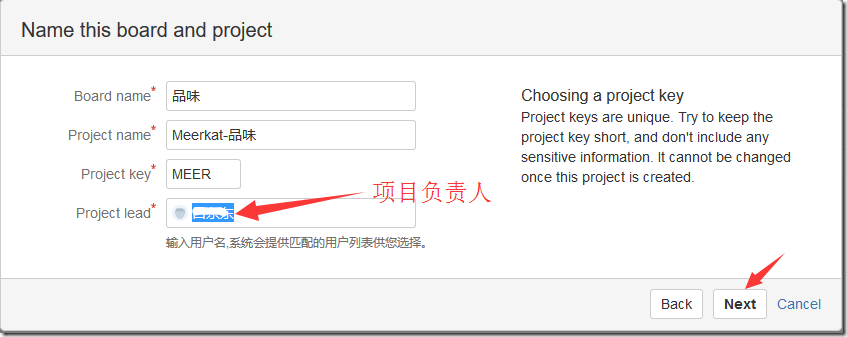 Name this board and project
Board name* 品味
Project name* Meerkat-品味
Project key* MEER
Project lead*
项目负责人
输入用户名,系统会提供匹配的用户列表供您选择。
Choosing a project key
Project keys are unique. Try to keep the
project key short, and don't include any
sensitive information. It cannot be changed
once this project is created.
Back Next Cancel